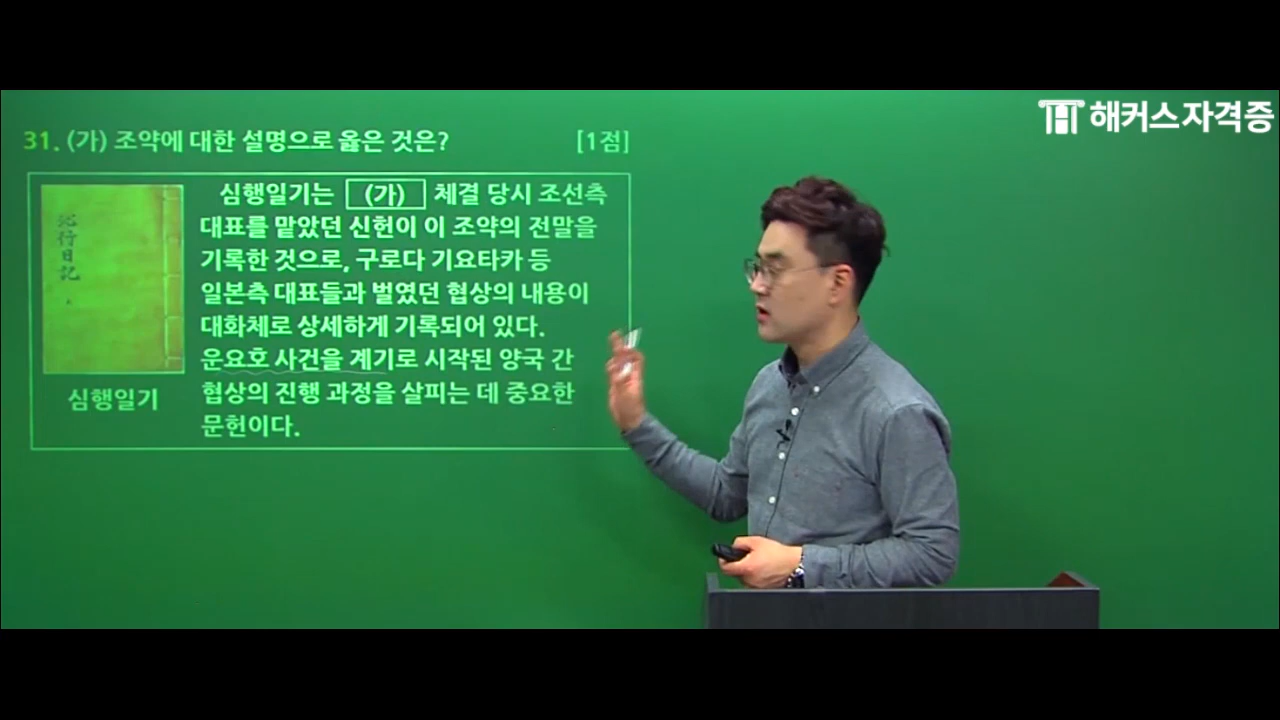 해커스자격증
31. (가) 조약에 대한 설명으로 옳은 것은? [1점]
심행일기는 (가) 체결 당시 조선측
대표를 맡았던 신헌이 이 조약의 전말을
기록한 것으로, 구로다 기요타카 등
일본측 대표들과 벌였던 협상의 내용이
대화체로 상세하게 기록되어 있다.
운요호 사건을 계기로 시작된 양국 간
협상의 진행 과정을 살피는 데 중요한
문헌이다.
沁行日記
심행일기